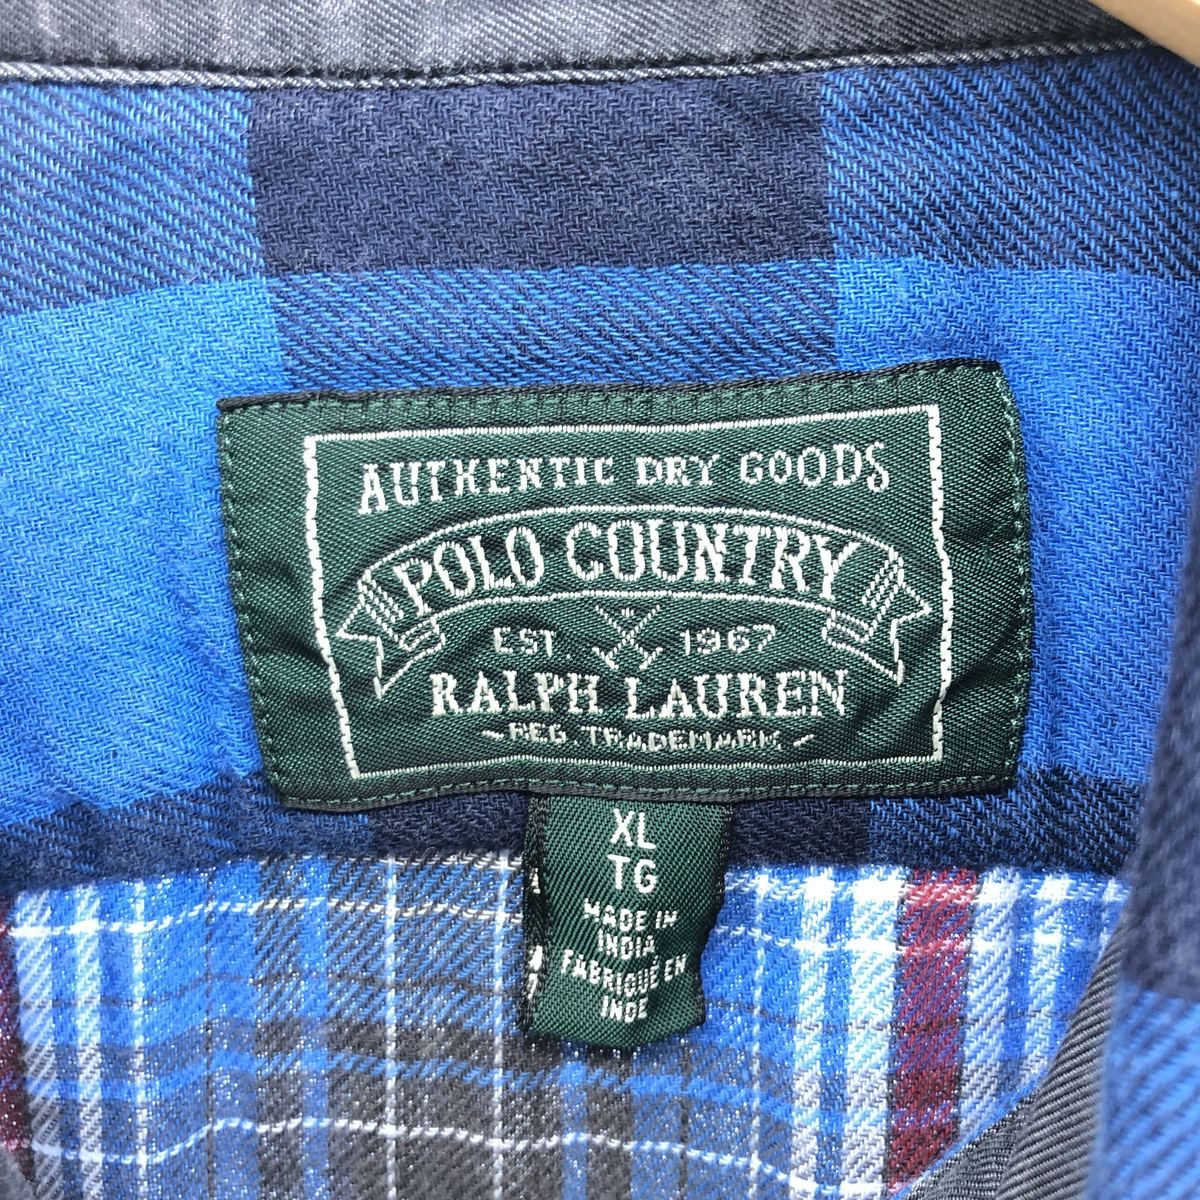 AUTHENTIC DRY GOODS
POLO COUNTRY
EST. 1967
RALPH LAUREN
~REG. TRADEMARK~
XL
TG
MADE IN
INDIA
FABRIQUÉ EN
INDE